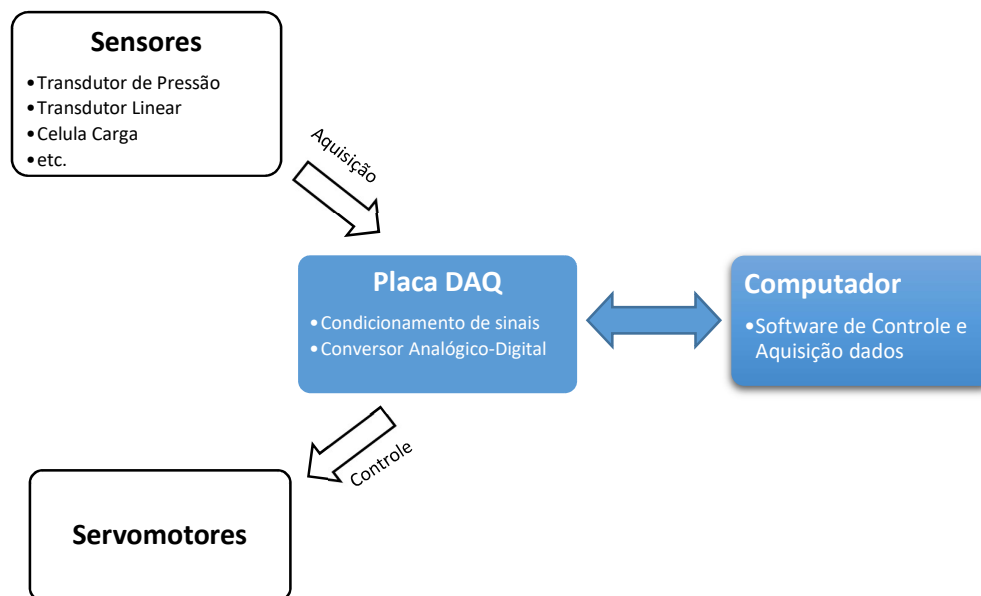 Sensores
•Transdutor de Pressão
•Transdutor Linear
•Celula Carga
•etc.
Aquisição
Placa DAQ
•Condicionamento de sinais
•Conversor Analógico-Digital
Computador
•Software de Controle e
Aquisição dados
Controle
Servomotores